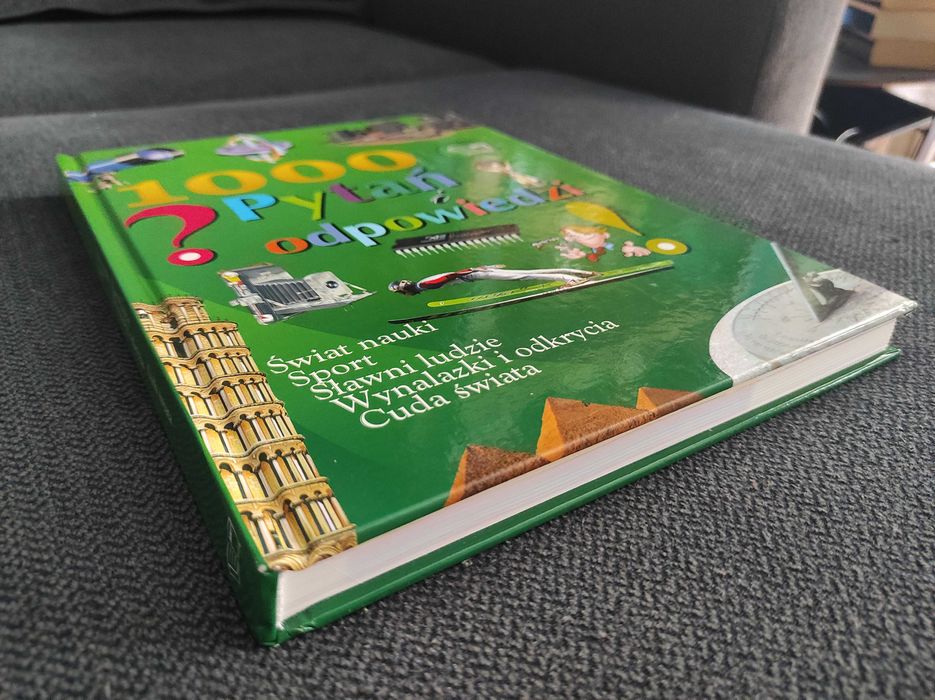 1000
? Pytań
odpowiedzi !
Świat nauki
Sport
Sławni ludzie
Wynalazki i odkrycia
Cuda świata